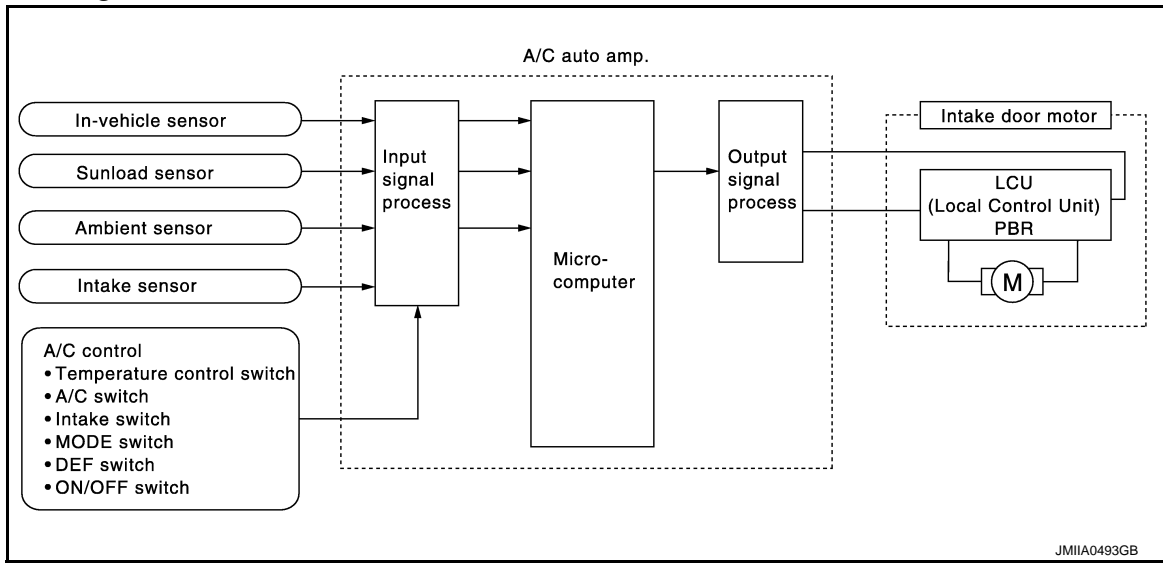 A/C auto amp.
In-vehicle sensor
Sunload sensor
Ambient sensor
Intake sensor
A/C control
• Temperature control switch
• A/C switch
• Intake switch
• MODE switch
• DEF switch
• ON/OFF switch
Input
signal
process
Micro-
computer
Output
signal
process
Intake door motor
LCU
(Local Control Unit)
PBR
M
JMIIA0493GB